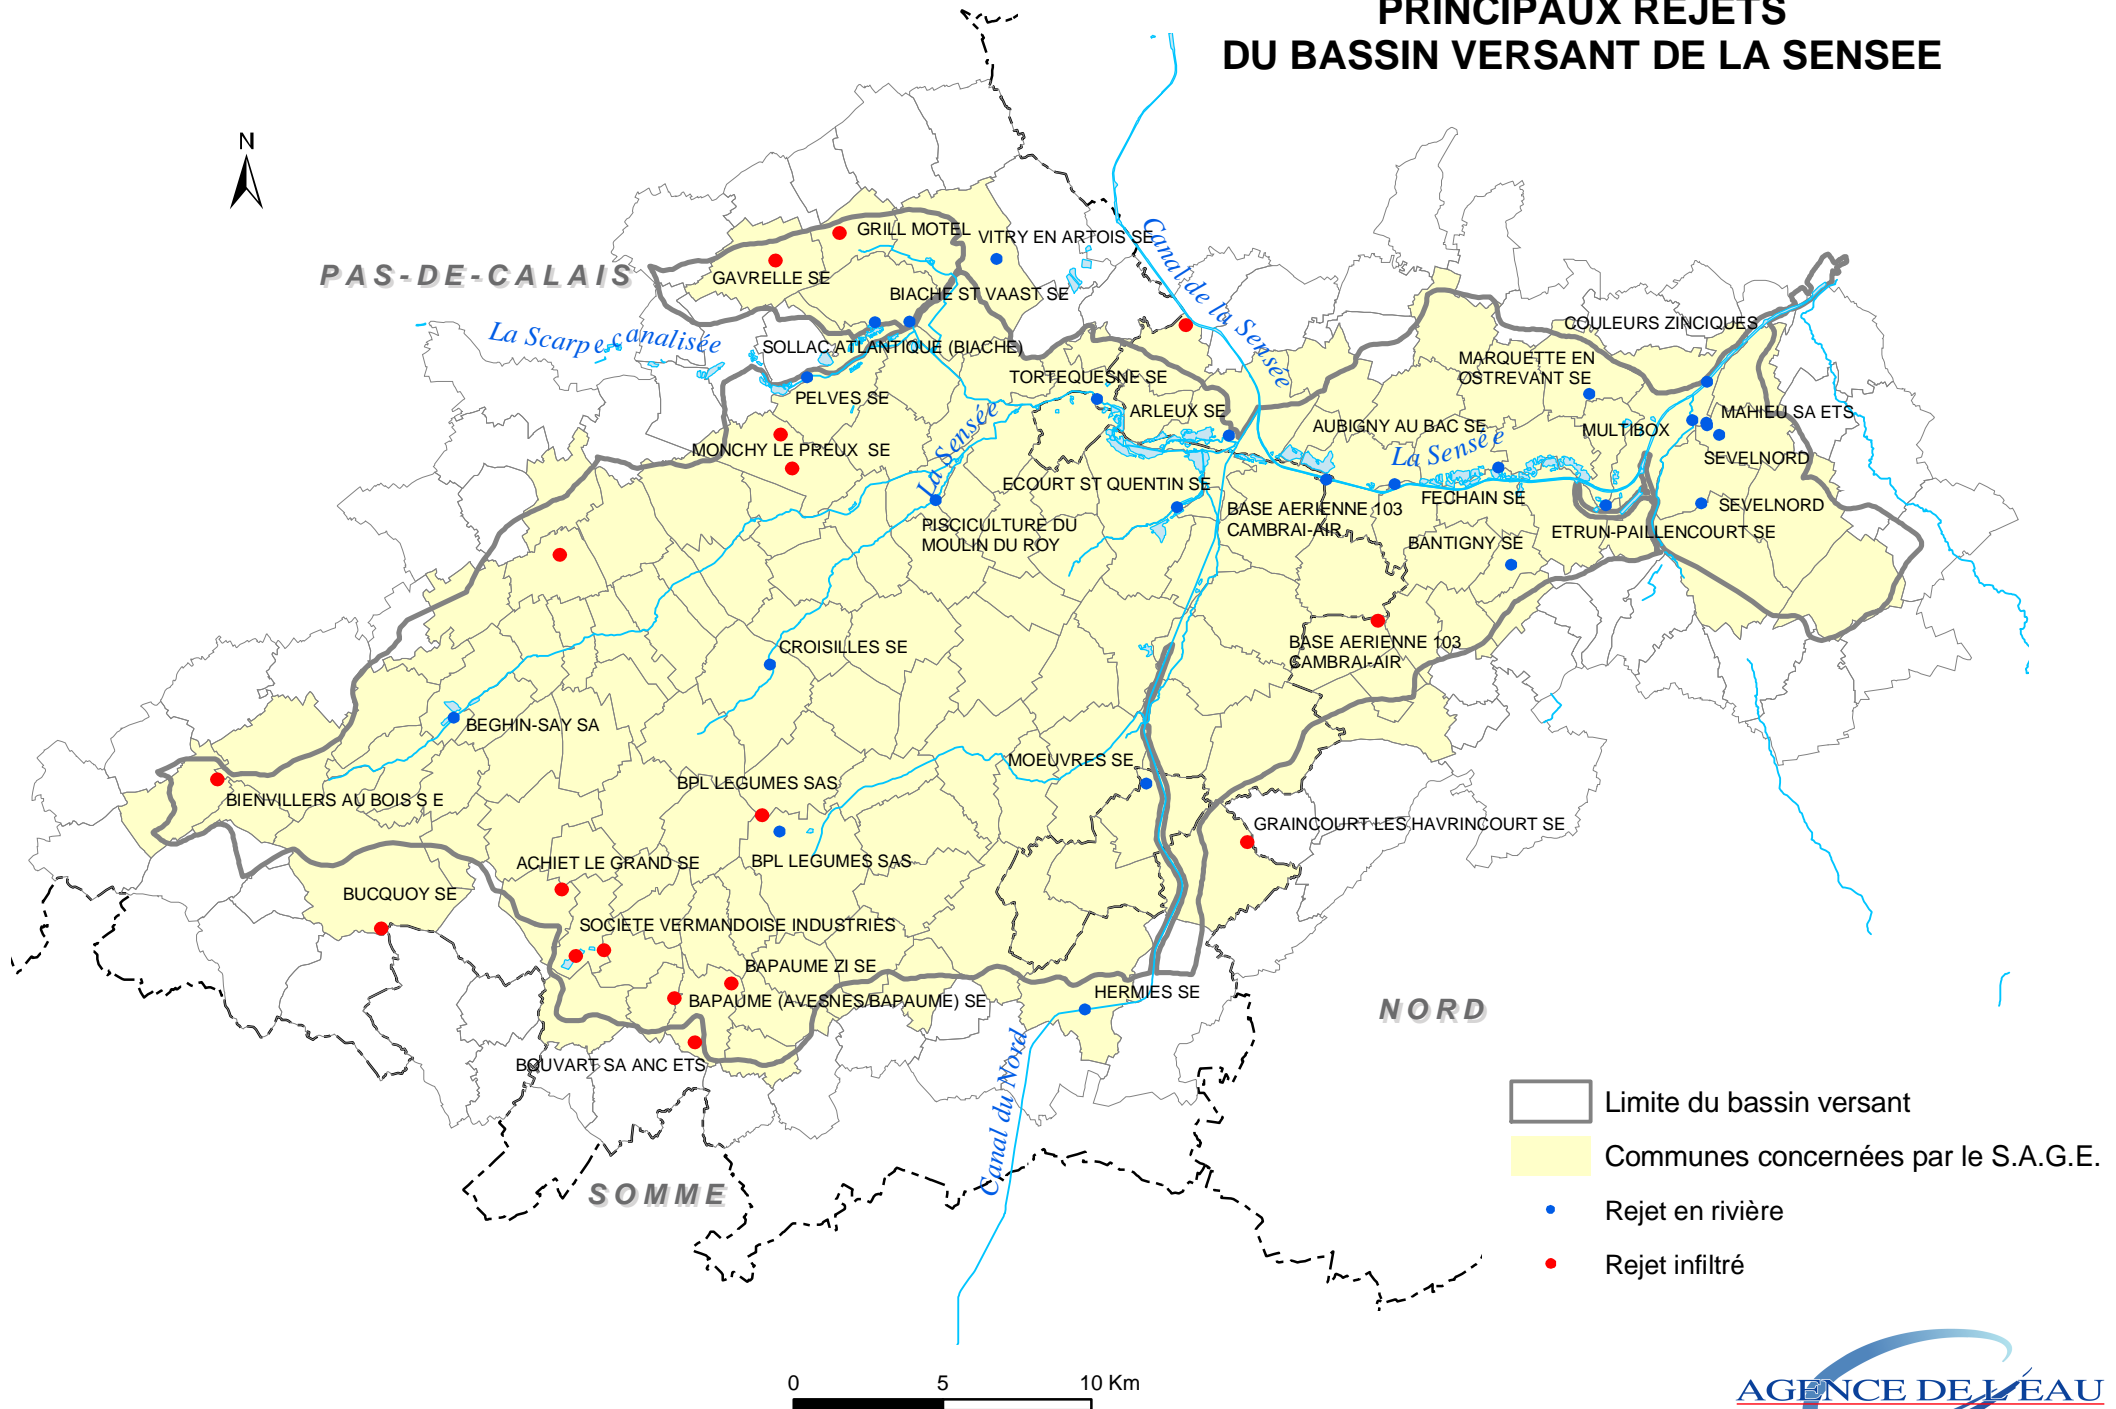 PRINCIPAUX REJETS
DU BASSIN VERSANT DE LA SENSEE
N
PAS-DE-CALAIS
GRILL MOTEL
VITRY EN ARTOIS SE
GAVRELLE SE
BIACHE ST VAAST SE
Canal de la Sensée
La Scarpe canalisée
SOLLAC ATLANTIQUE (BIACHE)
COULEURS ZINCIQUES
MARQUETTE EN
OSTREVANT SE
TORTEQUESNE SE
PELVES SE
ARLEUX SE
AUBIGNY AU BAC SE
MULTIBOX
MAHIEU SA ETS
MONCHY LE PREUX SE
La Sensée
La Sensée
SEVELNORD
ECOURT ST QUENTIN SE
FECHAIN SE
SEVELNORD
BASE AERIENNE 103
CAMBRAI-AIR
PISCICULTURE DU
MOULIN DU ROY
BANTIGNY SE
ETRUN-PAILLENCOURT SE
CROISILLES SE
BASE AERIENNE 103
CAMBRAI-AIR
BEGHIN-SAY SA
MOEUVRES SE
BPL LEGUMES SAS
BIENVILLERS AU BOIS S E
GRAINCOURT LES HAVRINCOURT SE
ACHIET LE GRAND SE
BPL LEGUMES SAS
BUCQUOY SE
SOCIETE VERMANDOISE INDUSTRIES
BAPAUME ZI SE
BAPAUME (AVESNES/BAPAUME) SE
HERMIES SE
NORD
BOUVART SA ANC ETS
Canal du Nord
SOMME
Limite du bassin versant
Communes concernées par le S.A.G.E.
Rejet en rivière
Rejet infiltré
0 5 10 Km
AGENCE DE L'EAU